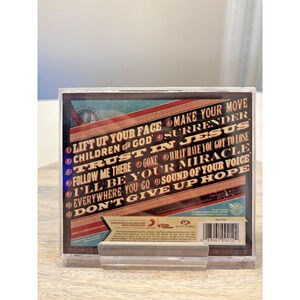 LIFT UP YOUR FACE
MAKE YOUR MOVE
CHILDREN OF GOD
SURRENDER
TRUST IN JESUS
FOLLOW ME THERE
GONE
WHAT HAVE YOU GOT TO LOSE
I'LL BE YOUR MIRACLE
EVERYWHERE YOU GO
SOUND OF YOUR VOICE
DON'T GIVE UP HOPE